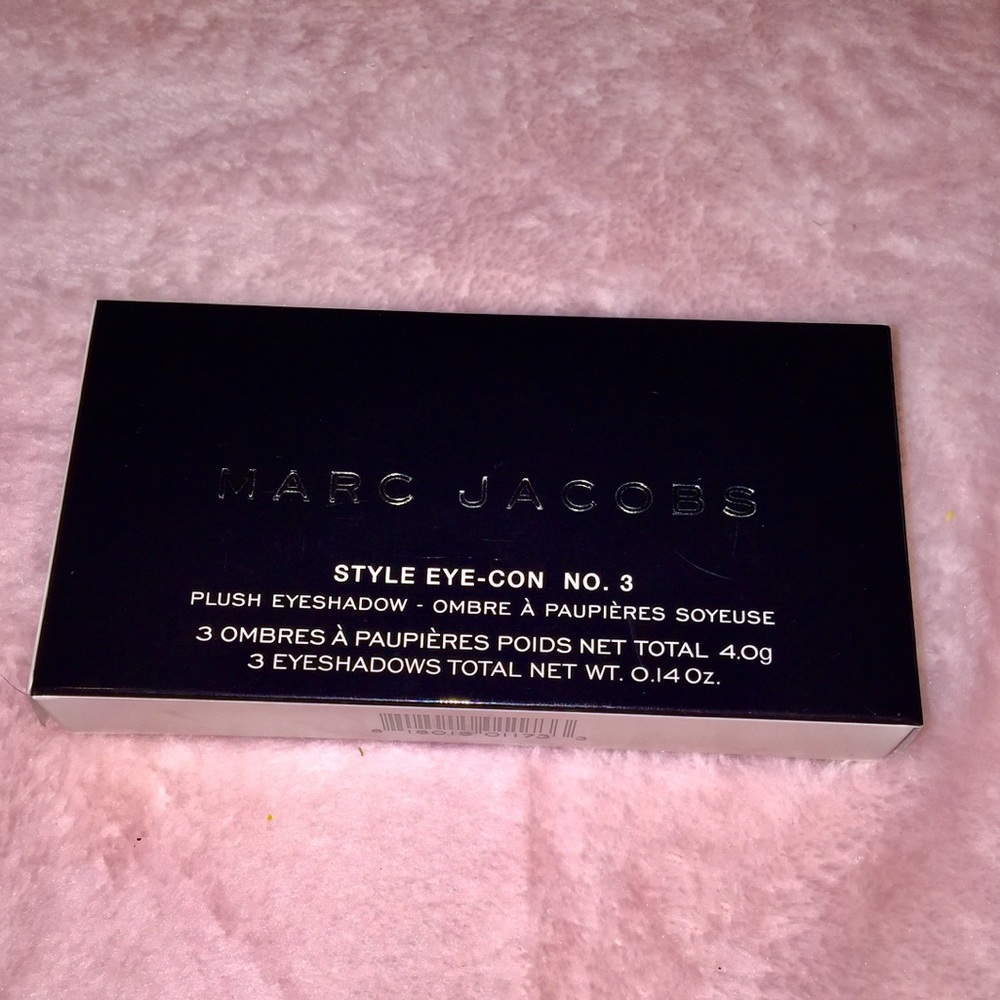 MARC JACOBS
STYLE EYE-CON NO. 3
PLUSH EYESHADOW - OMBRE À PAUPIÈRES SOYEUSE
3 OMBRES À PAUPIÈRES POIDS NET TOTAL 4.0g
3 EYESHADOWS TOTAL NET WT. 0.14 Oz.